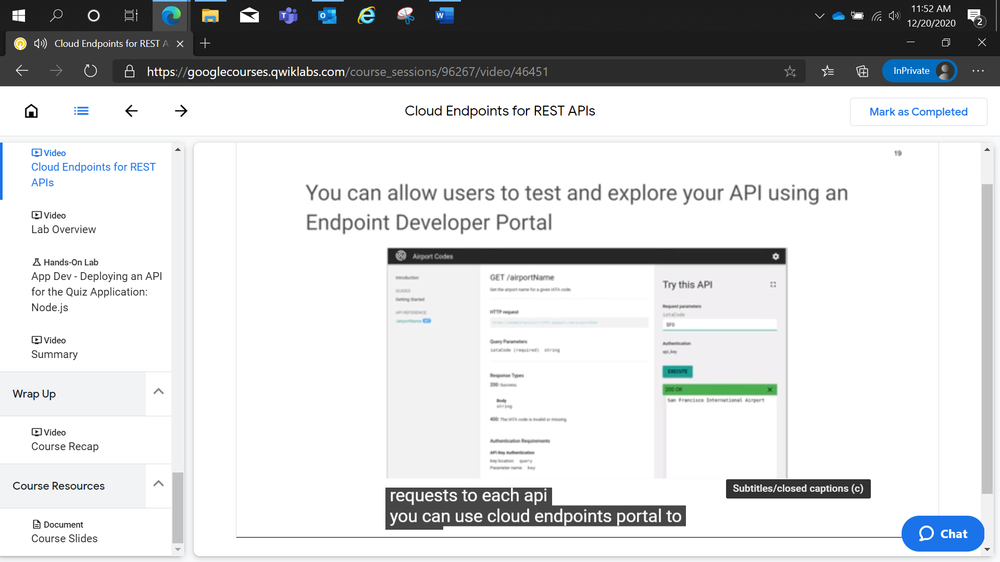 11:52 AM
12/20/2020
2
Cloud Endpoints for REST A
https://googlecourses.qwiklabs.com/course_sessions/96267/video/46451
InPrivate
Cloud Endpoints for REST APIs
Mark as Completed
Video
Cloud Endpoints for REST
APIs
Video
Lab Overview
Hands-On Lab
App Dev - Deploying an API
for the Quiz Application:
Node.js
Video
Summary
Wrap Up
Video
Course Recap
Course Resources
Document
Course Slides
19
You can allow users to test and explore your API using an
Endpoint Developer Portal
Airport Codes
Introduction
GUIDES
Getting Started
API REFERENCE
/airportName GET
GET /airportName
Get the airport name for a given IATA code.
HTTP request
Query Parameters
iataCode (required) string
Response Types
200: Success.
Body
string
400: The IATA code is invalid or missing.
Authentication Requirements
API Key Authentication
Key location: query
Parameter name: key
Try this API
Request parameters
iataCode
SFO
Authentication
api_key
EXECUTE
200 OK
San Francisco International Airport
requests to each api
you can use cloud endpoints portal to
Subtitles/closed captions (c)
Chat